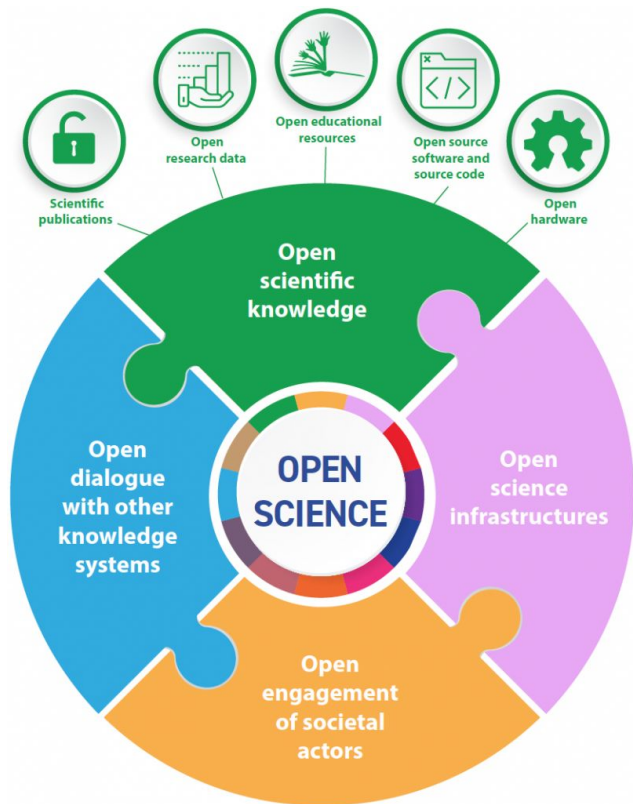 Scientific
publications
Open
research data
Open educational
resources
</>
Open source
software and
source code
Open
hardware
Open
scientific
knowledge
Open
dialogue
with other
knowledge
systems
OPEN
SCIENCE
Open
science
infrastructures
Open
engagement
of societal
actors